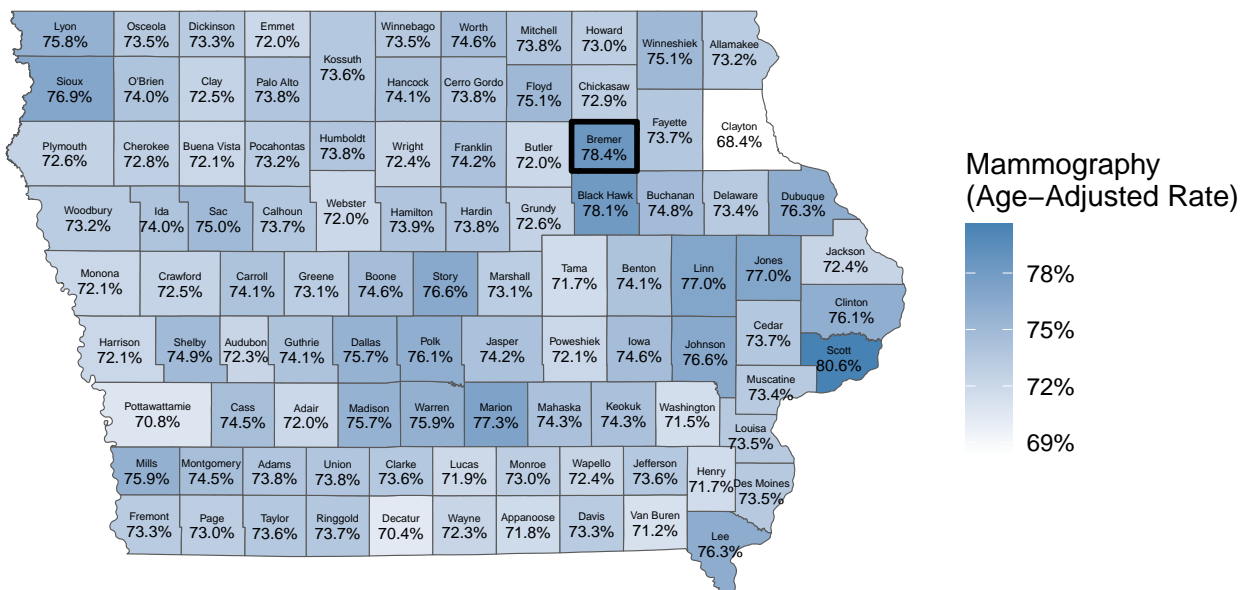 Lyon
75.8%
Osceola
73.5%
Dickinson
73.3%
Emmet
72.0%
Kossuth
73.6%
Winnebago
73.5%
Worth
74.6%
Mitchell
73.8%
Howard
73.0%
Winneshiek
75.1%
Allamakee
73.2%
Sioux
76.9%
O'Brien
74.0%
Clay
72.5%
Palo Alto
73.8%
Hancock
74.1%
Cerro Gordo
73.8%
Floyd
75.1%
Chickasaw
72.9%
Fayette
73.7%
Clayton
68.4%
Plymouth
72.6%
Cherokee
72.8%
Buena Vista
72.1%
Pocahontas
73.2%
Humboldt
73.8%
Wright
72.4%
Franklin
74.2%
Butler
72.0%
Bremer
78.4%
Woodbury
73.2%
Ida
74.0%
Sac
75.0%
Calhoun
73.7%
Webster
72.0%
Hamilton
73.9%
Hardin
73.8%
Grundy
72.6%
Black Hawk
78.1%
Buchanan
74.8%
Delaware
73.4%
Dubuque
76.3%
Monona
72.1%
Crawford
72.5%
Carroll
74.1%
Greene
73.1%
Boone
74.6%
Story
76.6%
Marshall
73.1%
Tama
71.7%
Benton
74.1%
Linn
77.0%
Jones
77.0%
Jackson
72.4%
Clinton
76.1%
Harrison
72.1%
Shelby
74.9%
Audubon
72.3%
Guthrie
74.1%
Dallas
75.7%
Polk
76.1%
Jasper
74.2%
Poweshiek
72.1%
Iowa
74.6%
Johnson
76.6%
Cedar
73.7%
Scott
80.6%
Muscatine
73.4%
Pottawattamie
70.8%
Cass
74.5%
Adair
72.0%
Madison
75.7%
Warren
75.9%
Marion
77.3%
Mahaska
74.3%
Keokuk
74.3%
Washington
71.5%
Louisa
73.5%
Mills
75.9%
Montgomery
74.5%
Adams
73.8%
Union
73.8%
Clarke
73.6%
Lucas
71.9%
Monroe
73.0%
Wapello
72.4%
Jefferson
73.6%
Henry
71.7%
Des Moines
73.5%
Fremont
73.3%
Page
73.0%
Taylor
73.6%
Ringgold
73.7%
Decatur
70.4%
Wayne
72.3%
Appanoose
71.8%
Davis
73.3%
Van Buren
71.2%
Lee
76.3%
Mammography
(Age−Adjusted Rate)
78%
75%
72%
69%